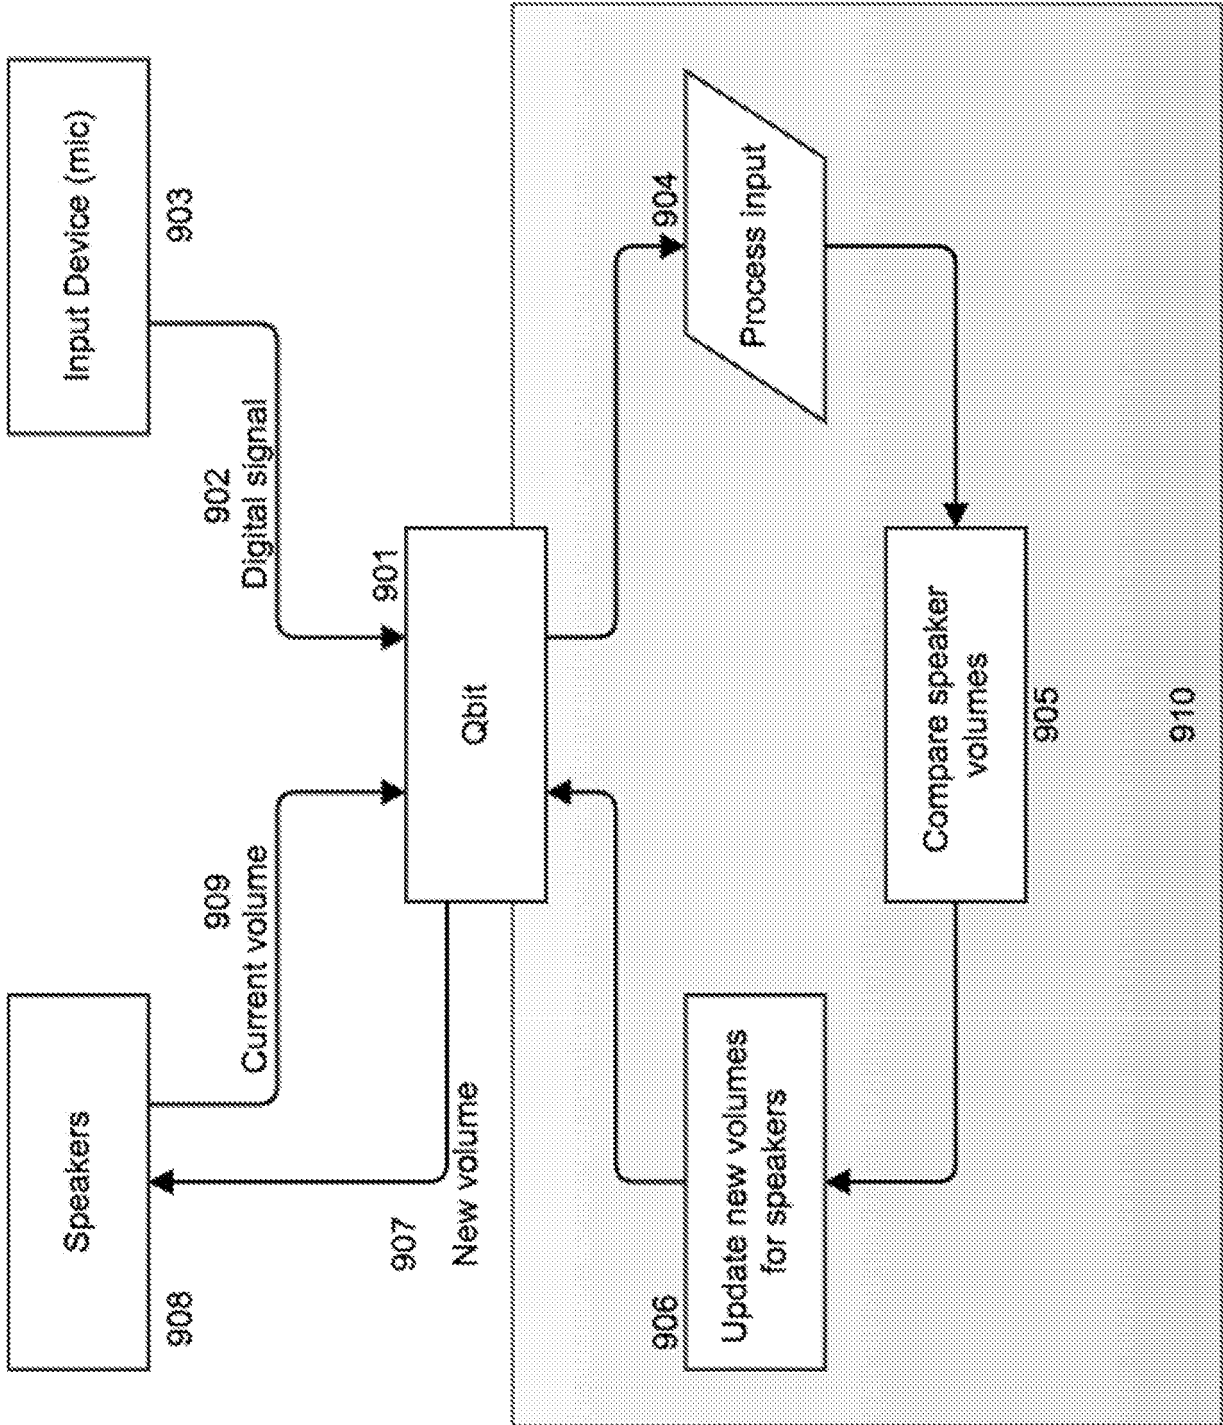 Speakers
908
Input Device (mic)
903
909
Current volume
902
Digital signal
907
New volume
901
Qbit
906
Update new volumes
for speakers
904
Process input
Compare speaker
volumes
905
910